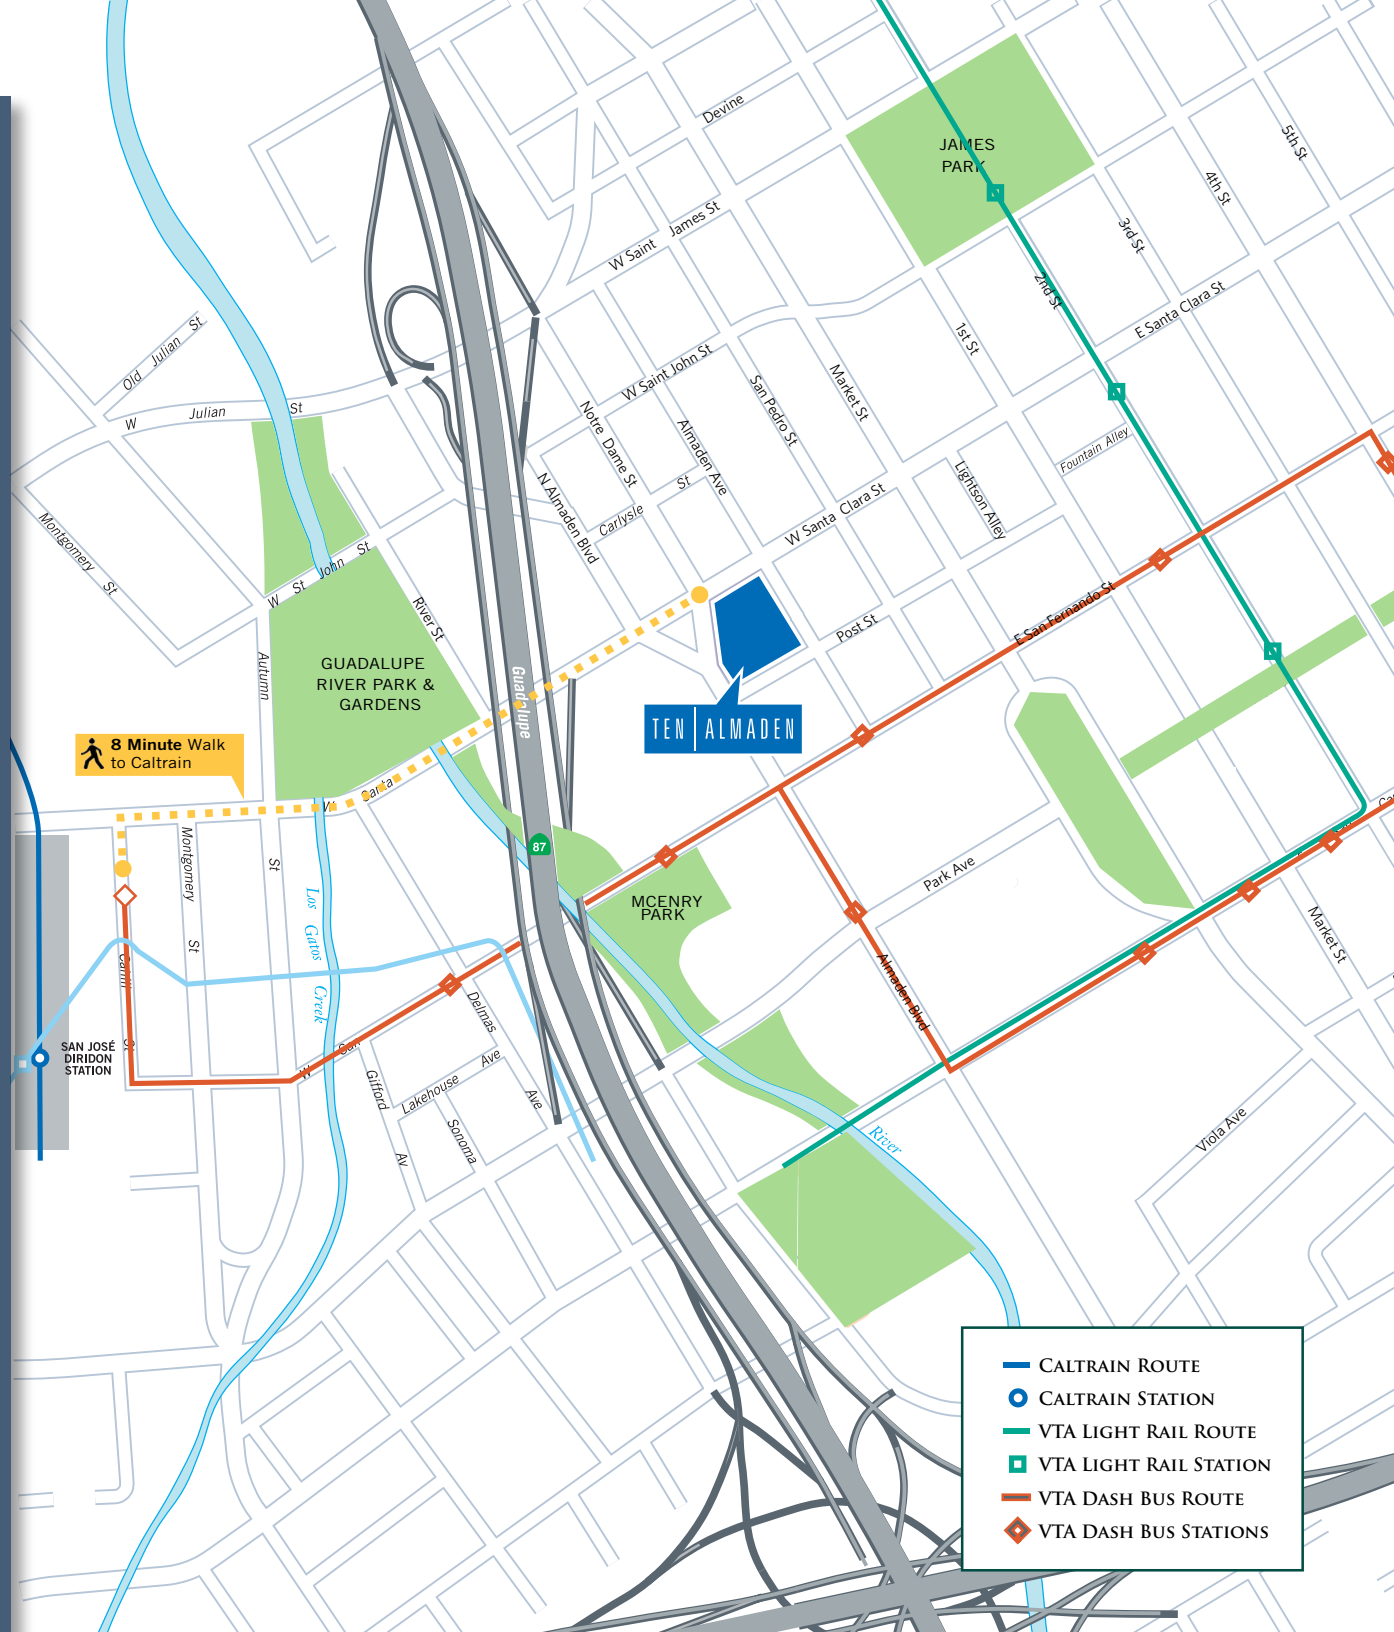 Devine
JAMES
PARK
5th St
4th St
3rd St
2nd St
1st St
W Saint James St
E Santa Clara St
Old Julian St
W Julian St
W Saint John St
Market St
San Pedro St
Almaden Ave
Notre Dame St
N Almaden Blvd
Carlysle St
W Santa Clara St
Lightson Alley
Fountain Alley
Montgomery St
W St John St
River St
Autumn St
GUADALUPE
RIVER PARK &
GARDENS
Guadalupe
Post St
E San Fernando St
TEN ALMADEN
8 Minute Walk
to Caltrain
W Santa
87
Montgomery St
Los Gatos Creek
MCENRY
PARK
Park Ave
Market St
Almaden Blvd
Cahill St
SAN JOSÉ
DIRIDON
STATION
W San
Delmas Ave
Gifford Av
Lakehouse Ave
Sonoma
River
Viola Ave
CALTRAIN ROUTE
CALTRAIN STATION
VTA LIGHT RAIL ROUTE
VTA LIGHT RAIL STATION
VTA DASH BUS ROUTE
VTA DASH BUS STATIONS